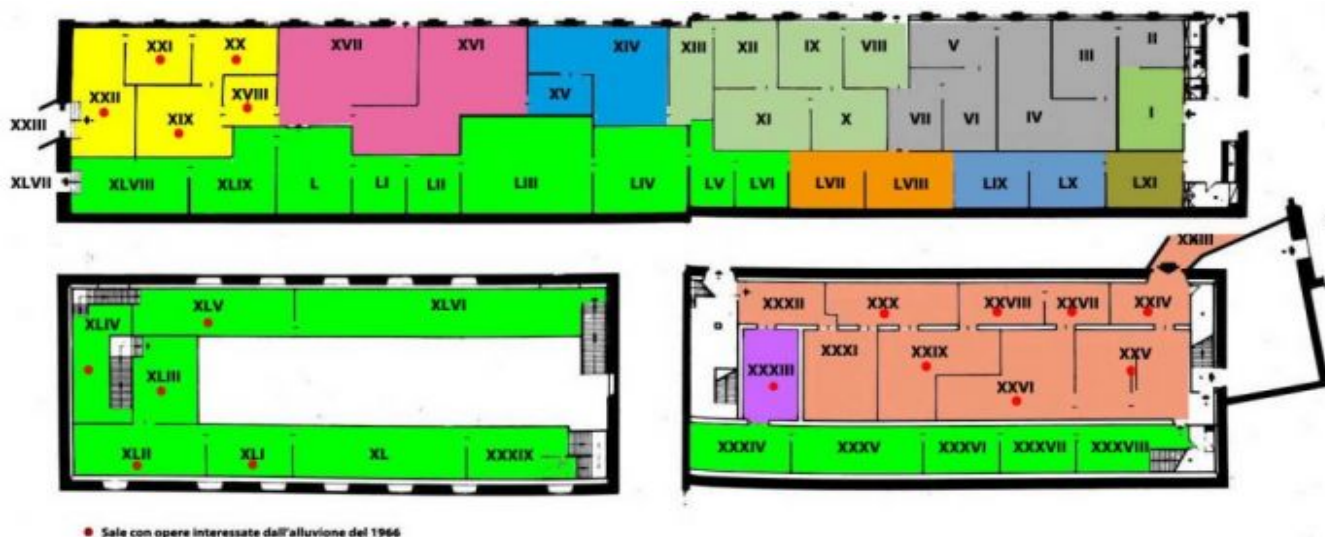 XXI XX XVII XVI XIV XIII XII IX VIII V III II
XXII XVIII XV
XXIII XIX XI X VII VI IV I
XLVII XLVIII XLIX L LI LII LIII LIV LV LVI LVII LVIII LIX LX LXI
XXIII
XLV XLVI XXXII XXX XXVIII XXVII XXIV
XLIV
XLIII XXXIII XXXI XXIX XXVI XXV
XLII XLI XL XXXIX XXXIV XXXV XXXVI XXXVII XXXVIII
Sale con opere interessate dall'alluvione del 1966